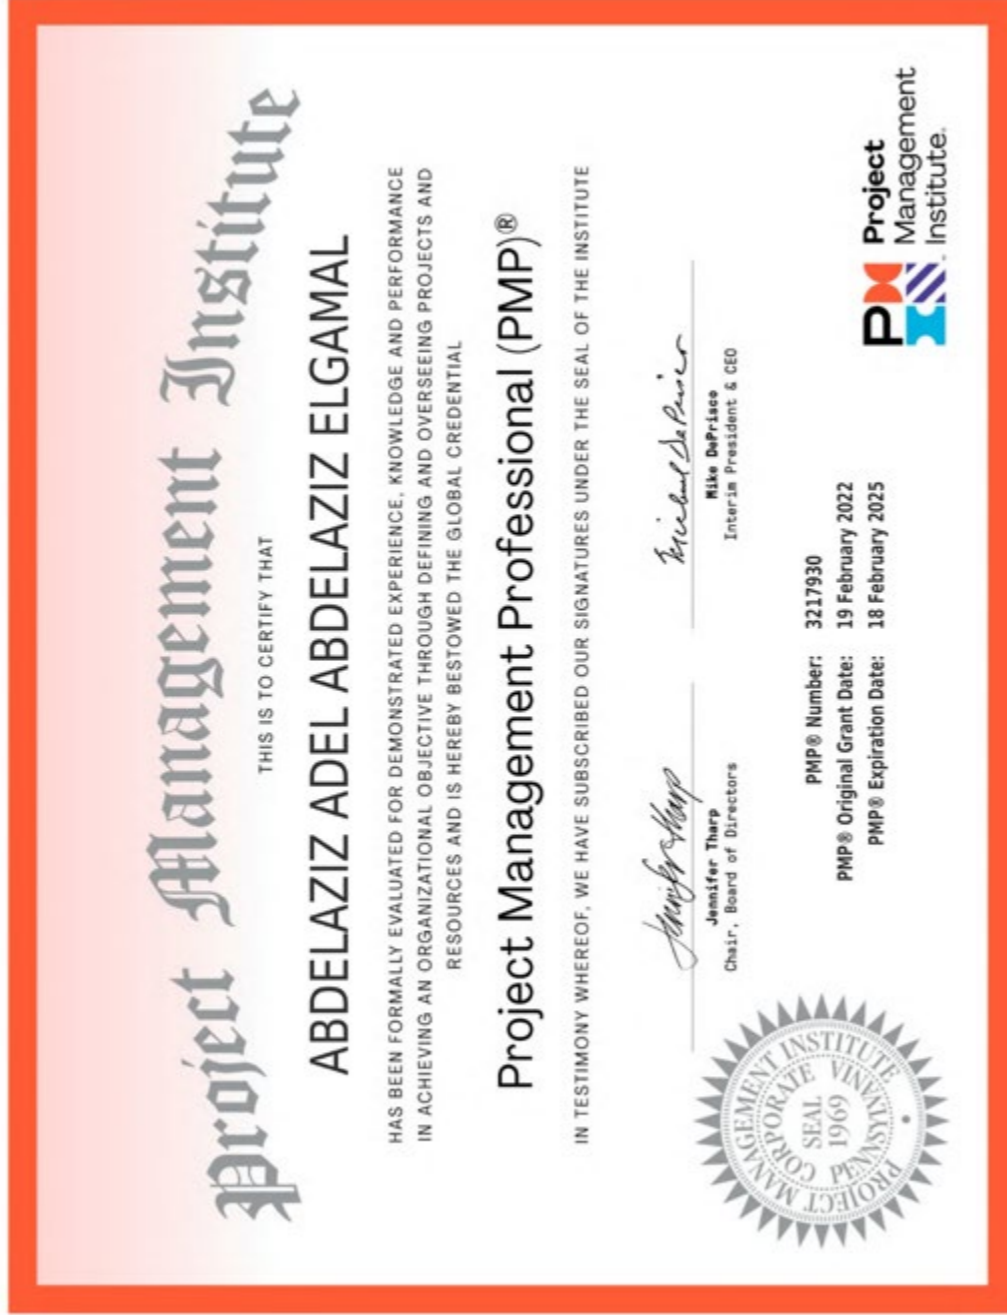 Project Management Institute
THIS IS TO CERTIFY THAT
ABDELAZIZ ADEL ABDELAZIZ ELGAMAL
HAS BEEN FORMALLY EVALUATED FOR DEMONSTRATED EXPERIENCE, KNOWLEDGE AND PERFORMANCE
IN ACHIEVING AN ORGANIZATIONAL OBJECTIVE THROUGH DEFINING AND OVERSEEING PROJECTS AND
RESOURCES AND IS HEREBY BESTOWED THE GLOBAL CREDENTIAL
Project Management Professional (PMP)®
IN TESTIMONY WHEREOF, WE HAVE SUBSCRIBED OUR SIGNATURES UNDER THE SEAL OF THE INSTITUTE
Jennifer Tharp
Michael DePrisco
Jennifer Tharp
Chair, Board of Directors
Mike DePrisco
Interim President & CEO
PROJECT MANAGEMENT INSTITUTE
CORPORATE
SEAL
1969
PENNSYLVANIA
PMP® Number: 3217930
PMP® Original Grant Date: 19 February 2022
PMP® Expiration Date: 18 February 2025
Project
Management
Institute.